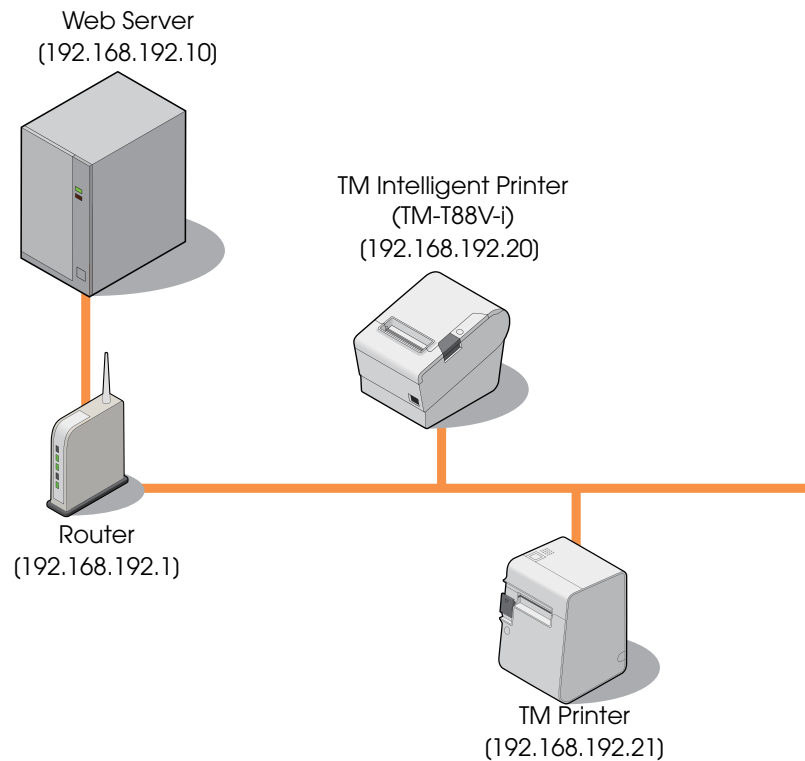 Web Server
(192.168.192.10)
TM Intelligent Printer
(TM-T88V-i)
(192.168.192.20)
Router
(192.168.192.1)
TM Printer
(192.168.192.21)